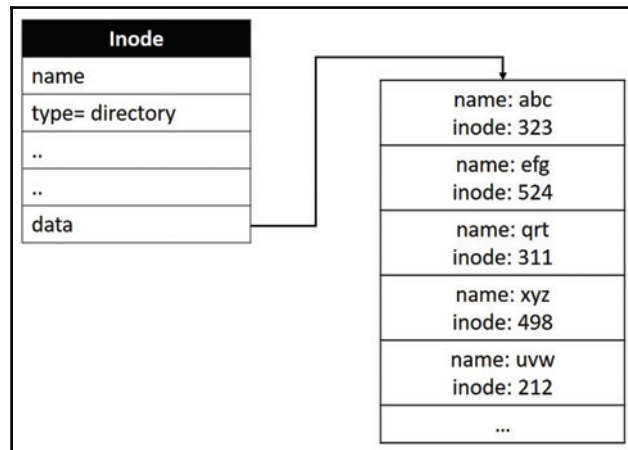 Inode
name
type= directory
..
..
data
name: abc
inode: 323
name: efg
inode: 524
name: qrt
inode: 311
name: xyz
inode: 498
name: uvw
inode: 212
...